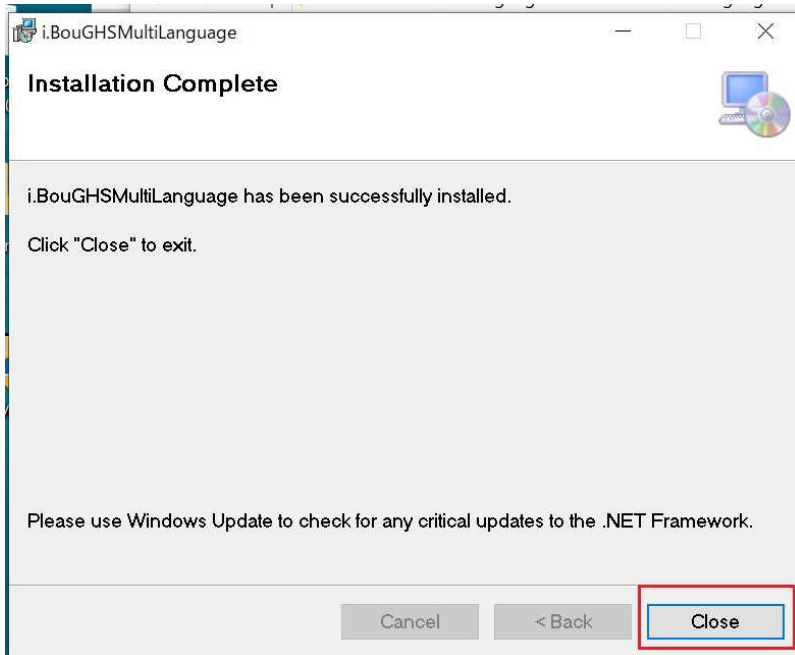 i.BouGHSMultiLanguage
Installation Complete
i.BouGHSMultiLanguage has been successfully installed.
Click "Close" to exit.
Please use Windows Update to check for any critical updates to the .NET Framework.
Cancel
< Back
Close